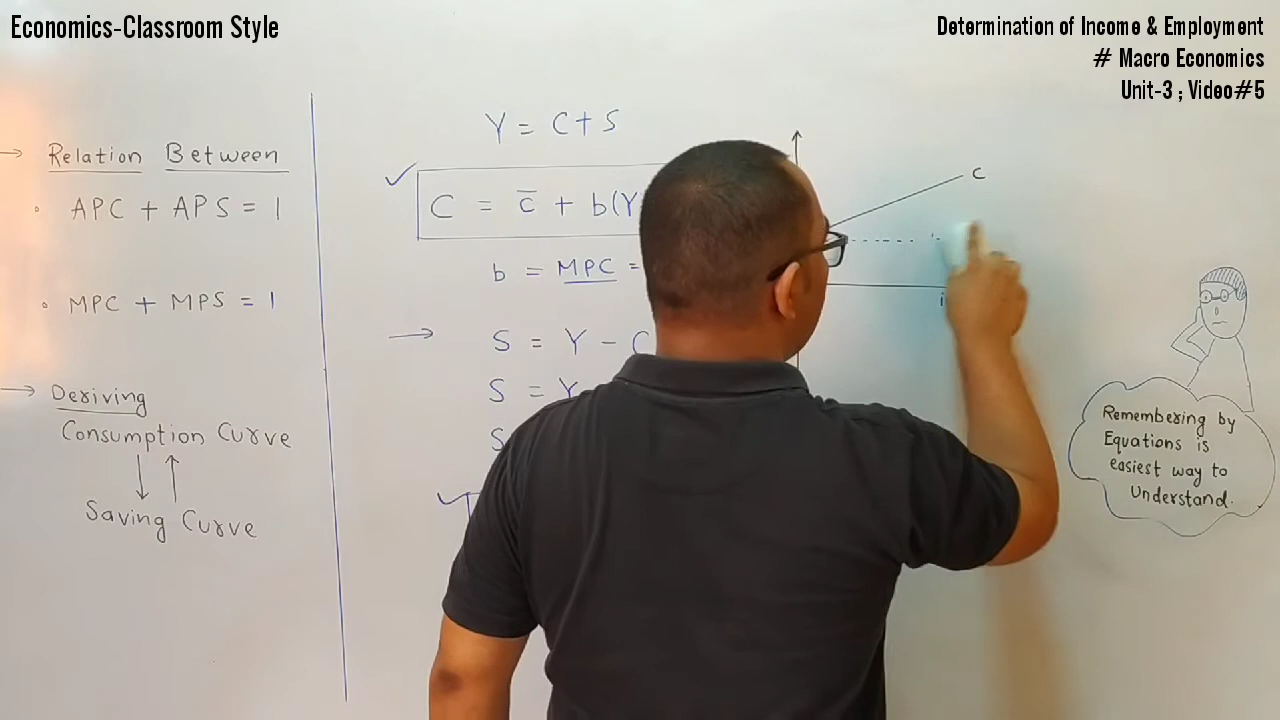 Economics-Classroom Style
Determination of Income & Employment
# Macro Economics
Unit-3 ; Video#5
→ Relation Between
• APC + APS = 1
• MPC + MPS = 1
→ Deriving
Consumption Curve
↓ ↑
Saving Curve
Y = C + S
✓ C = c̅ + b(Y
b = MPC =
→ S = Y - C
S = Y
S
✓
C
Remembering by
Equations is
easiest way to
Understand.